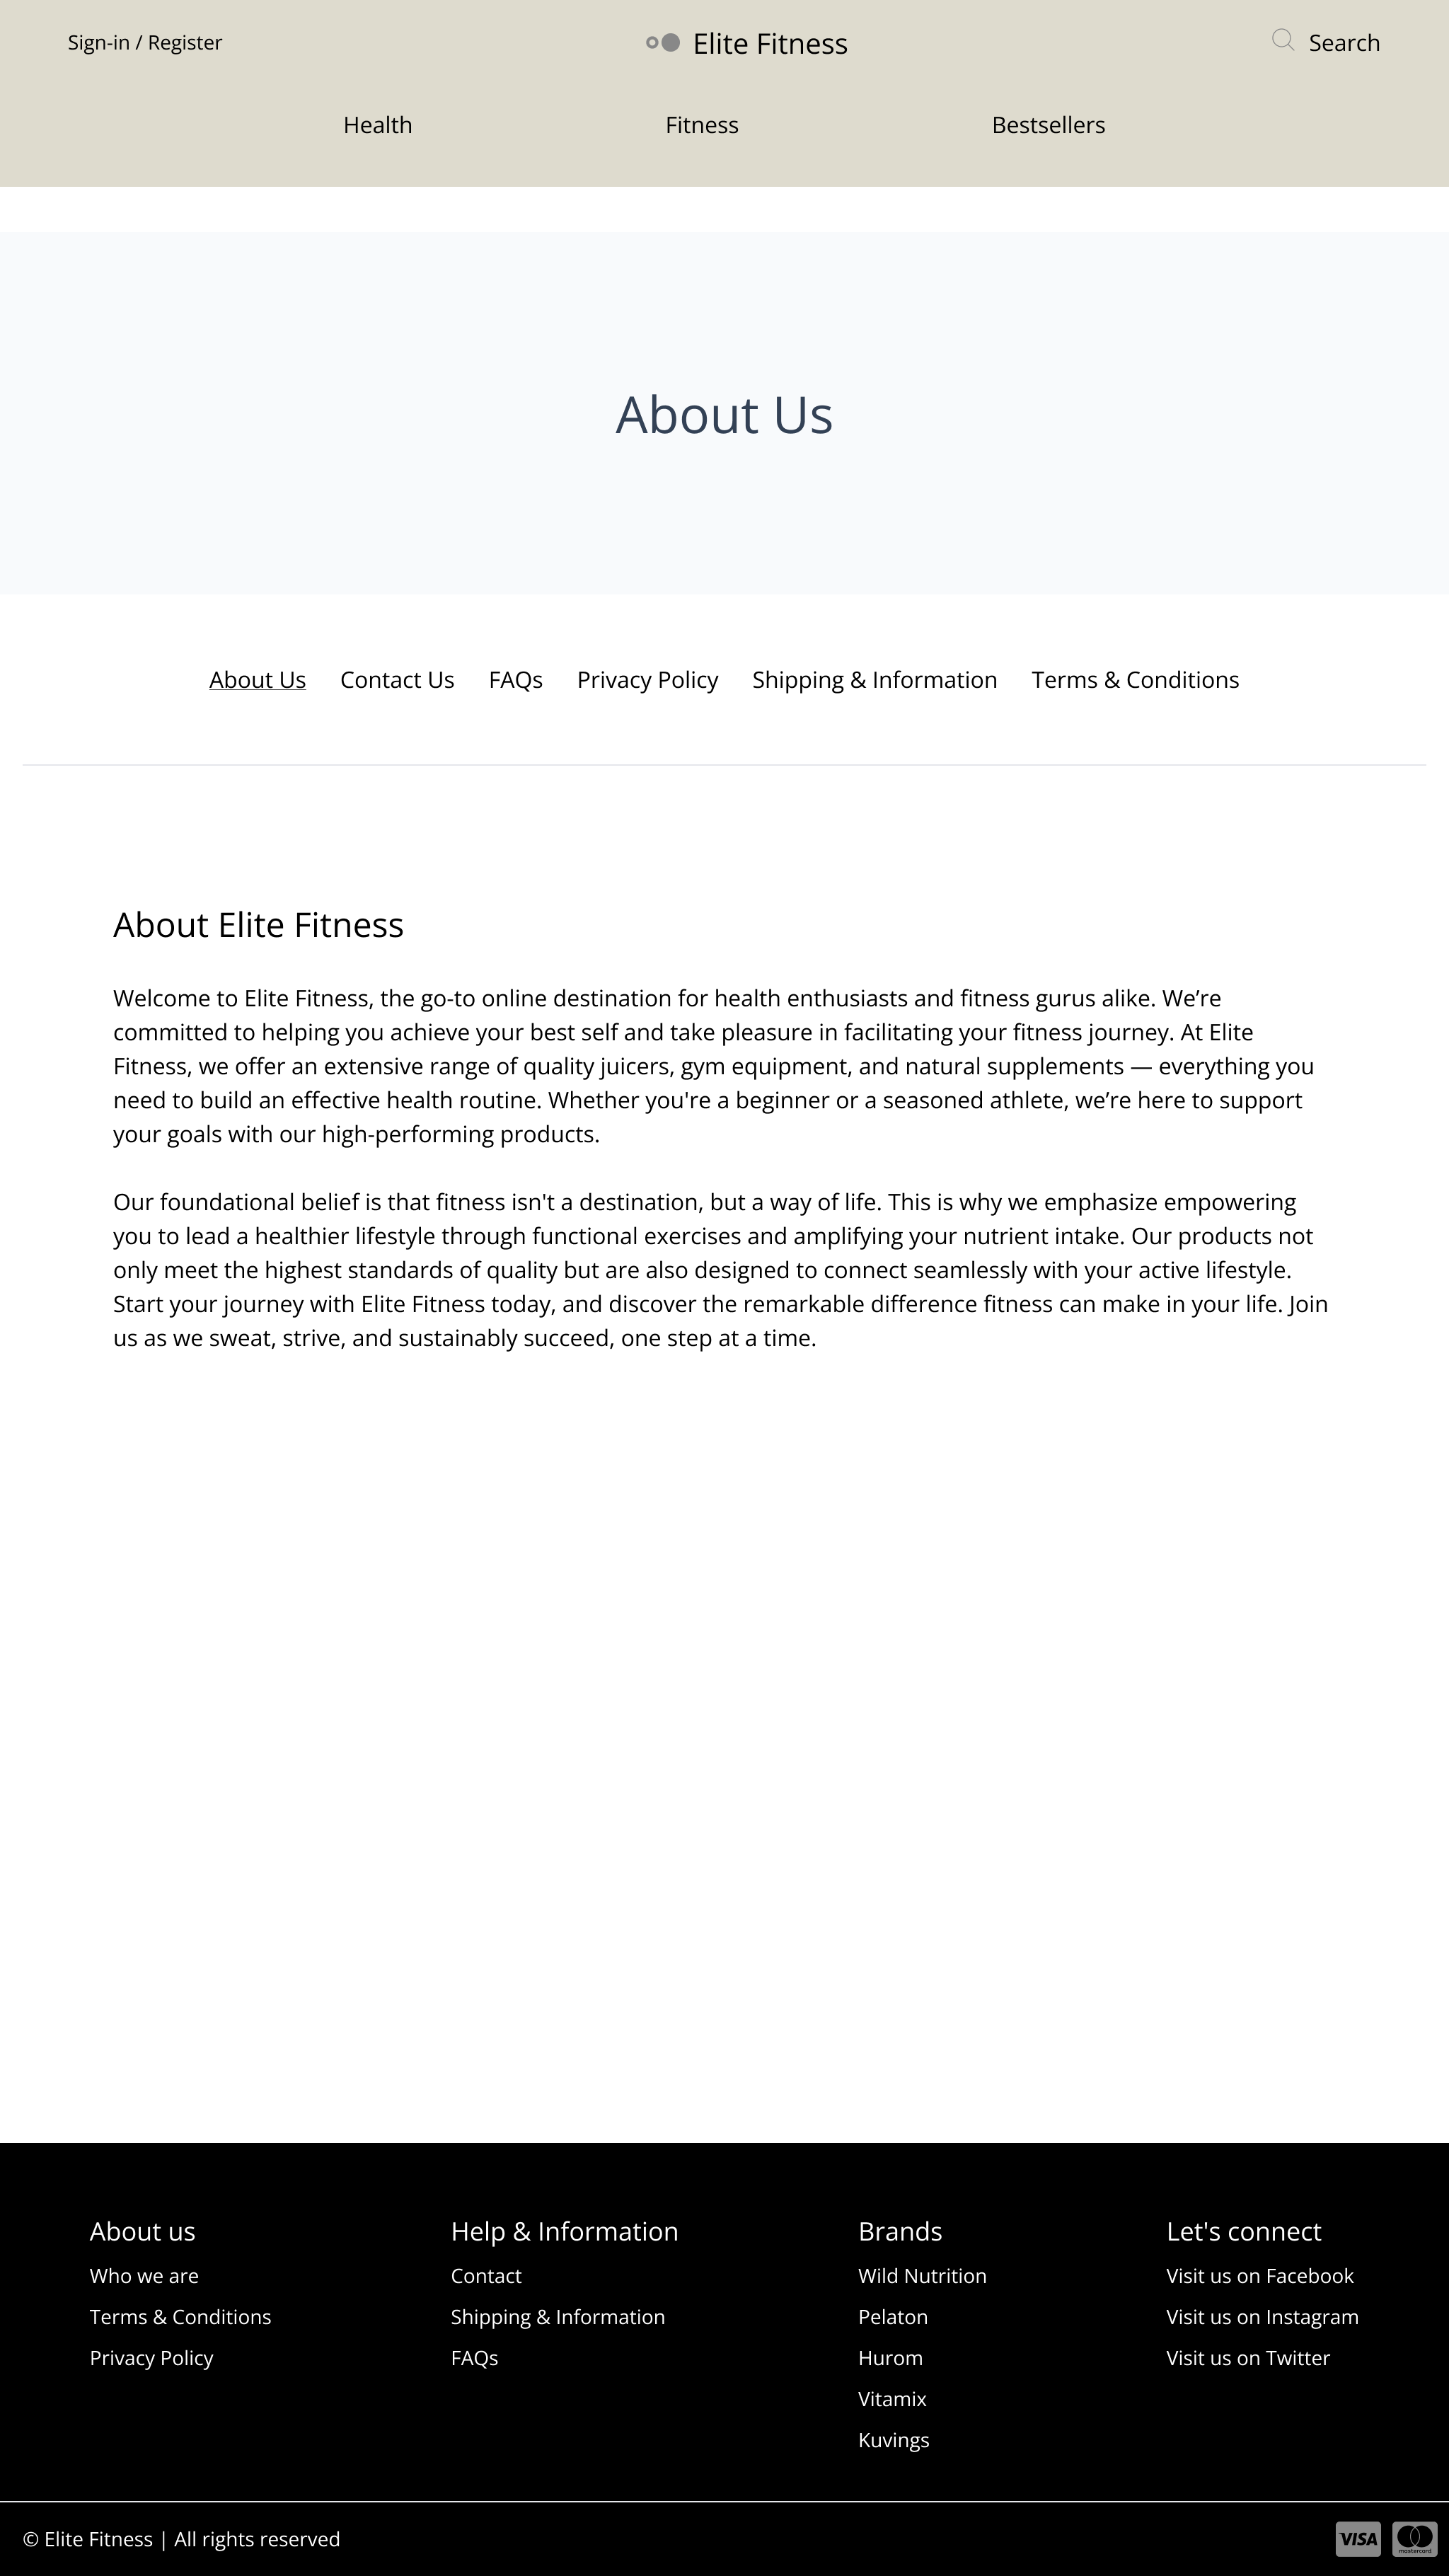 Sign-in / Register
Elite Fitness
Search
Health
Fitness
Bestsellers
About Us
About Us
Contact Us
FAQs
Privacy Policy
Shipping & Information
Terms & Conditions
About Elite Fitness
Welcome to Elite Fitness, the go-to online destination for health enthusiasts and fitness gurus alike. We’re
committed to helping you achieve your best self and take pleasure in facilitating your fitness journey. At Elite
Fitness, we offer an extensive range of quality juicers, gym equipment, and natural supplements — everything you
need to build an effective health routine. Whether you're a beginner or a seasoned athlete, we’re here to support
your goals with our high-performing products.
Our foundational belief is that fitness isn't a destination, but a way of life. This is why we emphasize empowering
you to lead a healthier lifestyle through functional exercises and amplifying your nutrient intake. Our products not
only meet the highest standards of quality but are also designed to connect seamlessly with your active lifestyle.
Start your journey with Elite Fitness today, and discover the remarkable difference fitness can make in your life. Join
us as we sweat, strive, and sustainably succeed, one step at a time.
About us
Who we are
Terms & Conditions
Privacy Policy
Help & Information
Contact
Shipping & Information
FAQs
Brands
Wild Nutrition
Pelaton
Hurom
Vitamix
Kuvings
Let's connect
Visit us on Facebook
Visit us on Instagram
Visit us on Twitter
© Elite Fitness | All rights reserved
VISA
mastercard